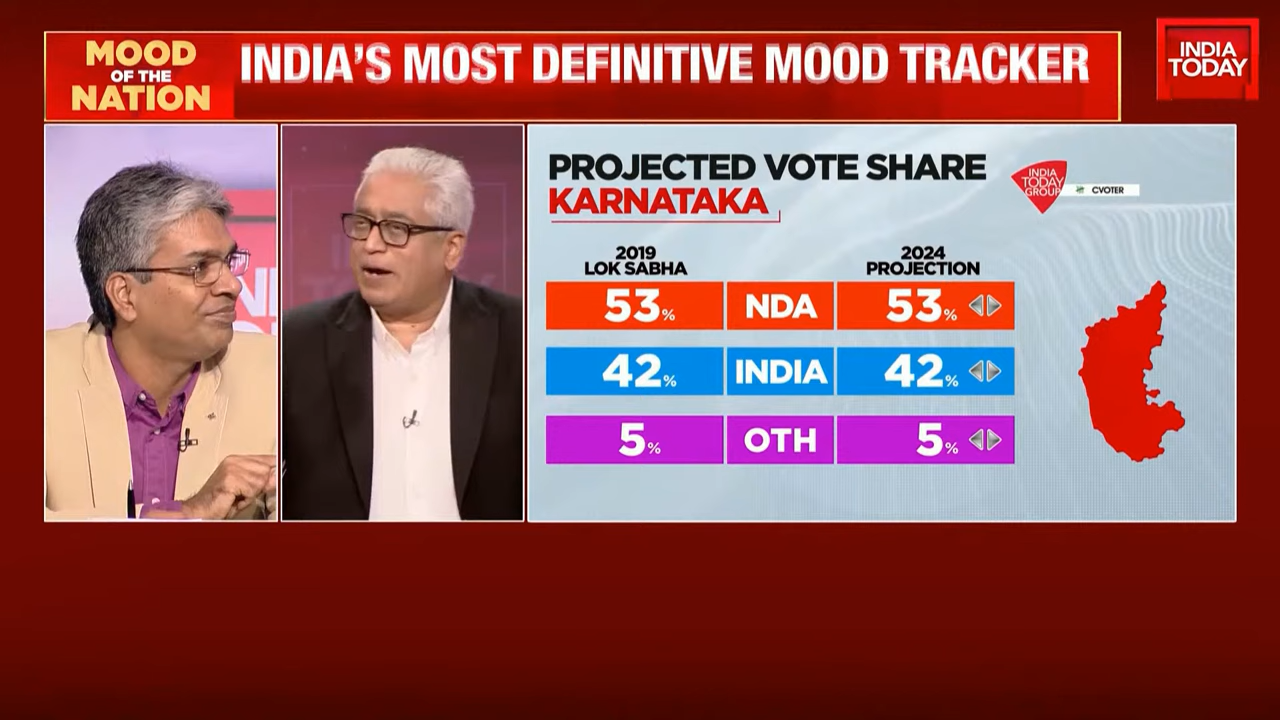 MOOD
OF THE
NATION
INDIA'S MOST DEFINITIVE MOOD TRACKER
INDIA
TODAY
PROJECTED VOTE SHARE
KARNATAKA
INDIA
TODAY
GROUP
CVOTER
2019
LOK SABHA
2024
PROJECTION
53% NDA 53%
42% INDIA 42%
5% OTH 5%